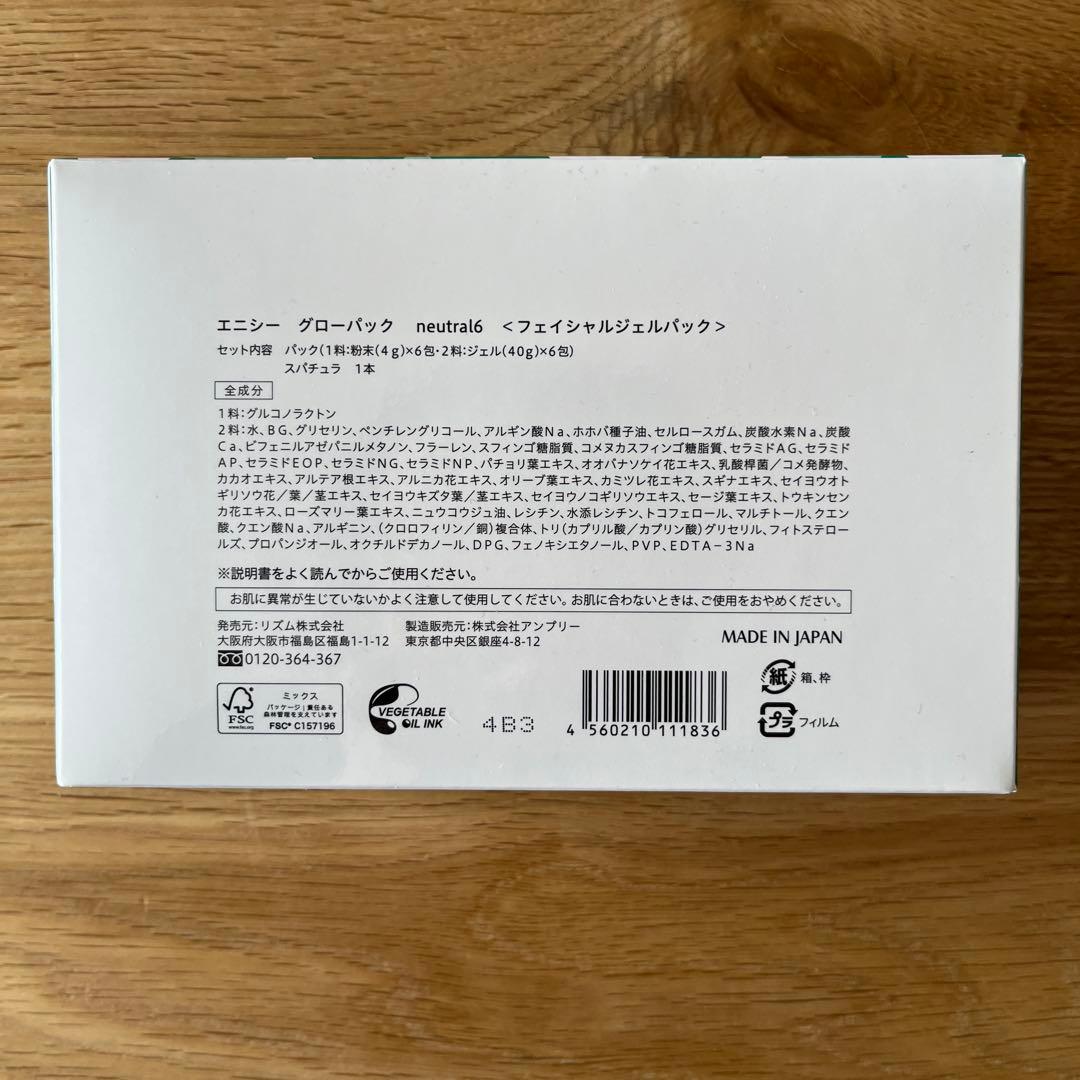 エニシー　グローパック　neutral6　＜フェイシャルジェルパック＞
セット内容　パック(1料:粉末(4g)×6包・2料:ジェル(40g)×6包)
スパチュラ　1本
全成分
1料:グルコノラクトン
2料:水、BG、グリセリン、ペンチレングリコール、アルギン酸Na、ホホバ種子油、セルロースガム、炭酸水素Na、炭酸
Ca、ビフェニルアゼパニルメタノン、フラーレン、スフィンゴ糖脂質、コメヌカスフィンゴ糖脂質、セラミドAG、セラミド
AP、セラミドEOP、セラミドNG、セラミドNP、パチョリ葉エキス、オオバナソケイ花エキス、乳酸桿菌／コメ発酵物、
カカオエキス、アルテア根エキス、アルニカ花エキス、オリーブ葉エキス、カミツレ花エキス、スギナエキス、セイヨウオト
ギリソウ花／葉／茎エキス、セイヨウキズタ葉／茎エキス、セイヨウノコギリソウエキス、セージ葉エキス、トウキンセン
カ花エキス、ローズマリー葉エキス、ニュウコウジュ油、レシチン、水添レシチン、トコフェロール、マルトール、クエン
酸、クエン酸Na、アルギニン、(クロロフィリン／銅)複合体、トリ(カプリル酸／カプリン酸)グリセリル、フィトステロー
ルズ、プロパンジオール、オクチルドデカノール、DPG、フェノキシエタノール、PVP、EDTA－3Na
※説明書をよく読んでからご使用ください。
お肌に異常が生じていないかよく注意して使用してください。お肌に合わないときは、ご使用をおやめください。
発売元:リズム株式会社　製造販売元:株式会社アンプリー
大阪府大阪市福島区福島1-1-12　東京都中央区銀座4-8-12
0120-364-367
MADE IN JAPAN
FSC
www.fsc.org
ミックス
パッケージ｜責任ある
森林管理を支えています
FSC® C157196
VEGETABLE
OIL INK
4B3
4 560210 111836
紙 箱、枠
プラ フィルム